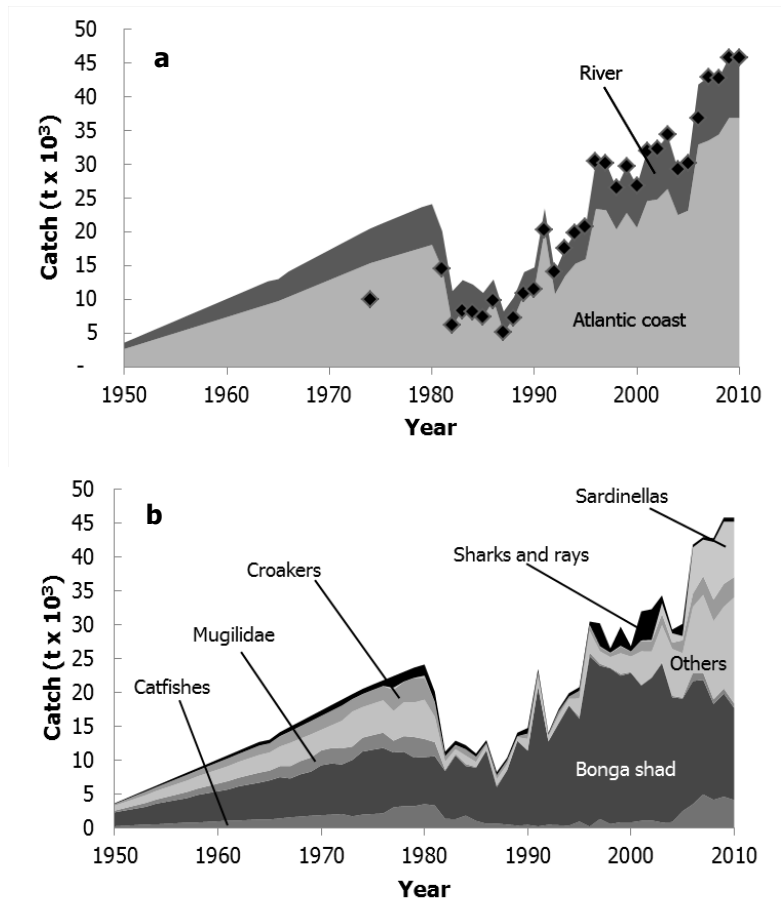 a
Catch (t x 10³)
50
45
40
35
30
25
20
15
10
5
-
River
Atlantic coast
1950 1960 1970 1980 1990 2000 2010
Year
b
Catch (t x 10³)
50
45
40
35
30
25
20
15
10
5
0
Sardinellas
Sharks and rays
Croakers
Mugilidae
Catfishes
Others
Bonga shad
1950 1960 1970 1980 1990 2000 2010
Year